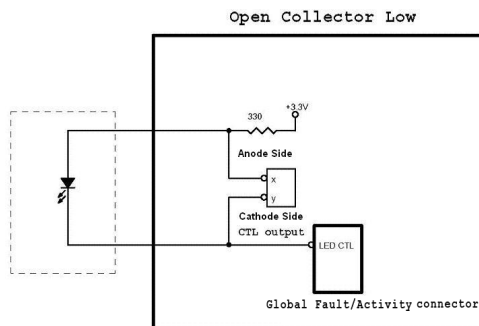 Open Collector Low
+3.3V
330
Anode Side
x
y
Cathode Side
CTL output
LED CTL
Global Fault/Activity connector